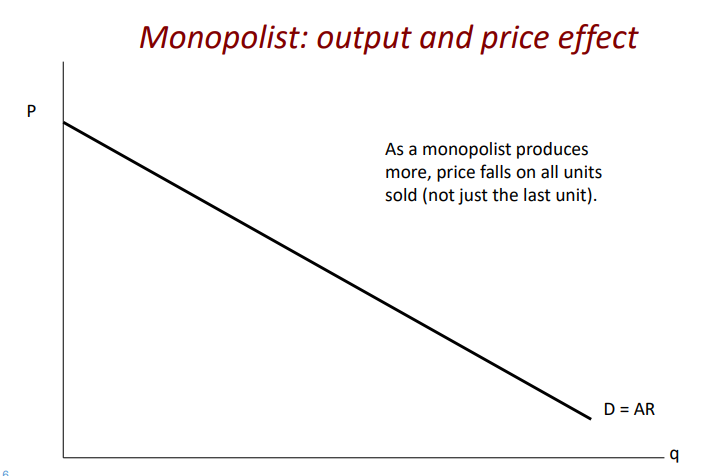 Monopolist: output and price effect
P
As a monopolist produces
more, price falls on all units
sold (not just the last unit).
D = AR
q
6